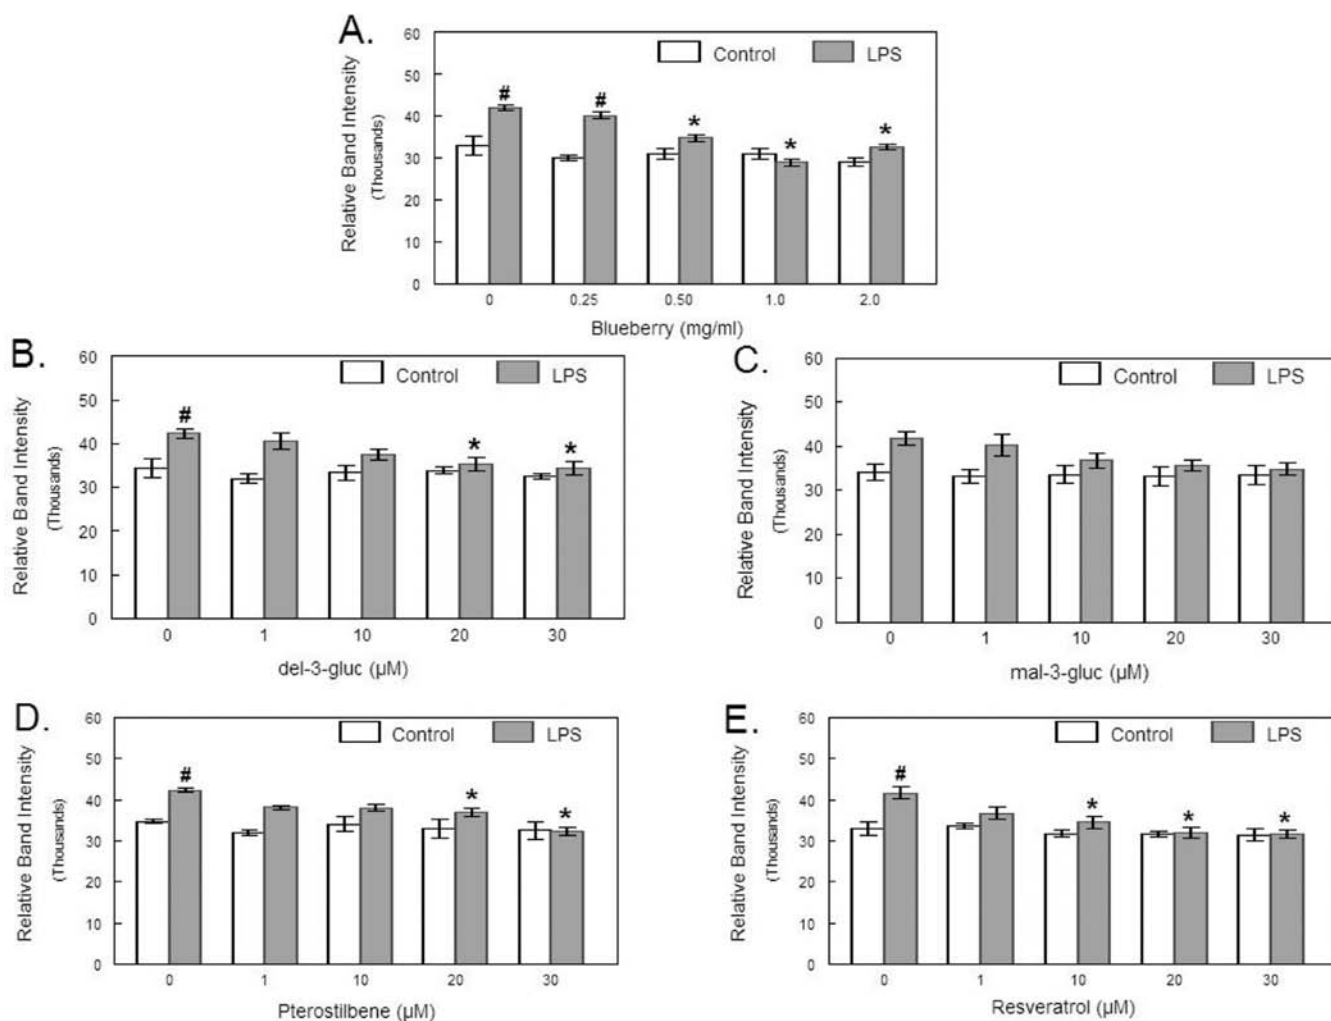 A.
Relative Band Intensity
(Thousands)
60
50
40
30
20
10
0
Control LPS
# # * * *
0 0.25 0.50 1.0 2.0
Blueberry (mg/ml)
B.
Relative Band Intensity
(Thousands)
60
50
40
30
20
10
0
Control LPS
# * *
0 1 10 20 30
del-3-gluc (µM)
C.
Relative Band Intensity
(Thousands)
60
50
40
30
20
10
0
Control LPS
0 1 10 20 30
mal-3-gluc (µM)
D.
Relative Band Intensity
(Thousands)
60
50
40
30
20
10
0
Control LPS
# * *
0 1 10 20 30
Pterostilbene (µM)
E.
Relative Band Intensity
(Thousands)
60
50
40
30
20
10
0
Control LPS
# * * *
0 1 10 20 30
Resveratrol (µM)